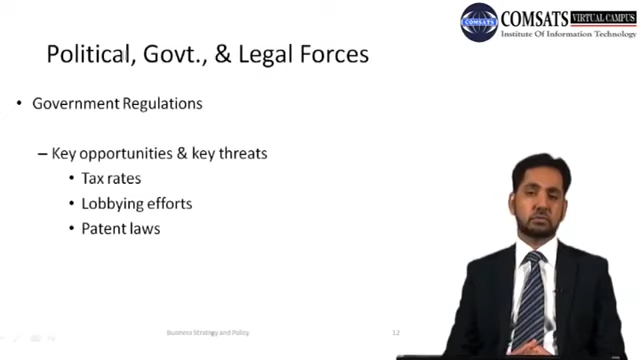 COMSATS VIRTUAL CAMPUS
Institute Of Information Technology
Political, Govt., & Legal Forces
• Government Regulations
– Key opportunities & key threats
• Tax rates
• Lobbying efforts
• Patent laws
Business Strategy and Policy
12